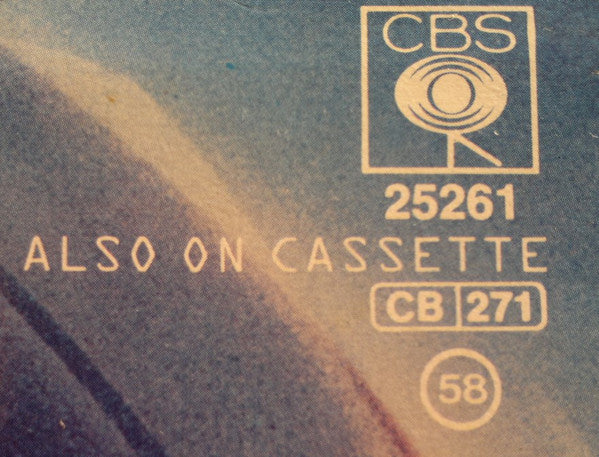 CBS
25261
ALSO ON CASSETTE
CB 271
58